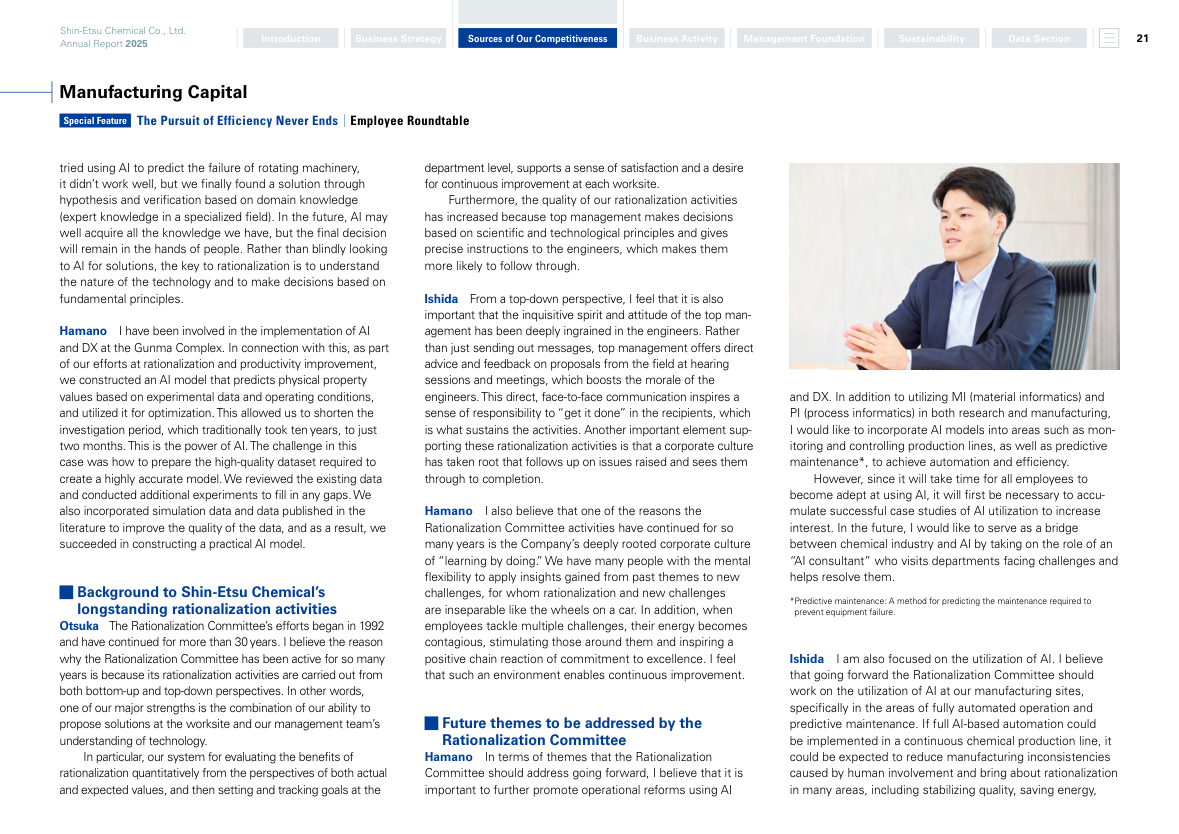 Shin-Etsu Chemical Co., Ltd.
Annual Report 2025
Introduction
Business Strategy
Sources of Our Competitiveness
Business Activity
Management Foundation
Sustainability
Data Section
21
Manufacturing Capital
Special Feature The Pursuit of Efficiency Never Ends Employee Roundtable
tried using AI to predict the failure of rotating machinery,
it didn’t work well, but we finally found a solution through
hypothesis and verification based on domain knowledge
(expert knowledge in a specialized field). In the future, AI may
well acquire all the knowledge we have, but the final decision
will remain in the hands of people. Rather than blindly looking
to AI for solutions, the key to rationalization is to understand
the nature of the technology and to make decisions based on
fundamental principles.
Hamano I have been involved in the implementation of AI
and DX at the Gunma Complex. In connection with this, as part
of our efforts at rationalization and productivity improvement,
we constructed an AI model that predicts physical property
values based on experimental data and operating conditions,
and utilized it for optimization. This allowed us to shorten the
investigation period, which traditionally took ten years, to just
two months. This is the power of AI. The challenge in this
case was how to prepare the high-quality dataset required to
create a highly accurate model. We reviewed the existing data
and conducted additional experiments to fill in any gaps. We
also incorporated simulation data and data published in the
literature to improve the quality of the data, and as a result, we
succeeded in constructing a practical AI model.
Background to Shin-Etsu Chemical’s
longstanding rationalization activities
Otsuka The Rationalization Committee’s efforts began in 1992
and have continued for more than 30 years. I believe the reason
why the Rationalization Committee has been active for so many
years is because its rationalization activities are carried out from
both bottom-up and top-down perspectives. In other words,
one of our major strengths is the combination of our ability to
propose solutions at the worksite and our management team’s
understanding of technology.
In particular, our system for evaluating the benefits of
rationalization quantitatively from the perspectives of both actual
and expected values, and then setting and tracking goals at the
department level, supports a sense of satisfaction and a desire
for continuous improvement at each worksite.
Furthermore, the quality of our rationalization activities
has increased because top management makes decisions
based on scientific and technological principles and gives
precise instructions to the engineers, which makes them
more likely to follow through.
Ishida From a top-down perspective, I feel that it is also
important that the inquisitive spirit and attitude of the top man-
agement has been deeply ingrained in the engineers. Rather
than just sending out messages, top management offers direct
advice and feedback on proposals from the field at hearing
sessions and meetings, which boosts the morale of the
engineers. This direct, face-to-face communication inspires a
sense of responsibility to “get it done” in the recipients, which
is what sustains the activities. Another important element sup-
porting these rationalization activities is that a corporate culture
has taken root that follows up on issues raised and sees them
through to completion.
Hamano I also believe that one of the reasons the
Rationalization Committee activities have continued for so
many years is the Company’s deeply rooted corporate culture
of “learning by doing.” We have many people with the mental
flexibility to apply insights gained from past themes to new
challenges, for whom rationalization and new challenges
are inseparable like the wheels on a car. In addition, when
employees tackle multiple challenges, their energy becomes
contagious, stimulating those around them and inspiring a
positive chain reaction of commitment to excellence. I feel
that such an environment enables continuous improvement.
Future themes to be addressed by the
Rationalization Committee
Hamano In terms of themes that the Rationalization
Committee should address going forward, I believe that it is
important to further promote operational reforms using AI
and DX. In addition to utilizing MI (material informatics) and
PI (process informatics) in both research and manufacturing,
I would like to incorporate AI models into areas such as mon-
itoring and controlling production lines, as well as predictive
maintenance*, to achieve automation and efficiency.
However, since it will take time for all employees to
become adept at using AI, it will first be necessary to accu-
mulate successful case studies of AI utilization to increase
interest. In the future, I would like to serve as a bridge
between chemical industry and AI by taking on the role of an
“AI consultant” who visits departments facing challenges and
helps resolve them.
*Predictive maintenance: A method for predicting the maintenance required to
prevent equipment failure.
Ishida I am also focused on the utilization of AI. I believe
that going forward the Rationalization Committee should
work on the utilization of AI at our manufacturing sites,
specifically in the areas of fully automated operation and
predictive maintenance. If full AI-based automation could
be implemented in a continuous chemical production line, it
could be expected to reduce manufacturing inconsistencies
caused by human involvement and bring about rationalization
in many areas, including stabilizing quality, saving energy,